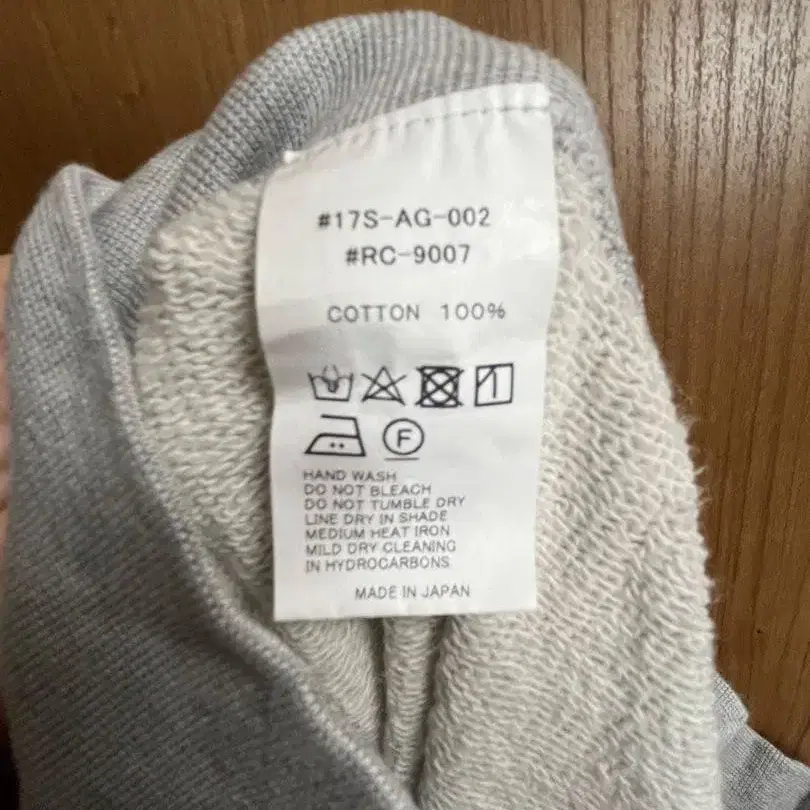 #17S-AG-002
#RC-9007
COTTON 100%
F
HAND WASH
DO NOT BLEACH
DO NOT TUMBLE DRY
LINE DRY IN SHADE
MEDIUM HEAT IRON
MILD DRY CLEANING
IN HYDROCARBONS
MADE IN JAPAN